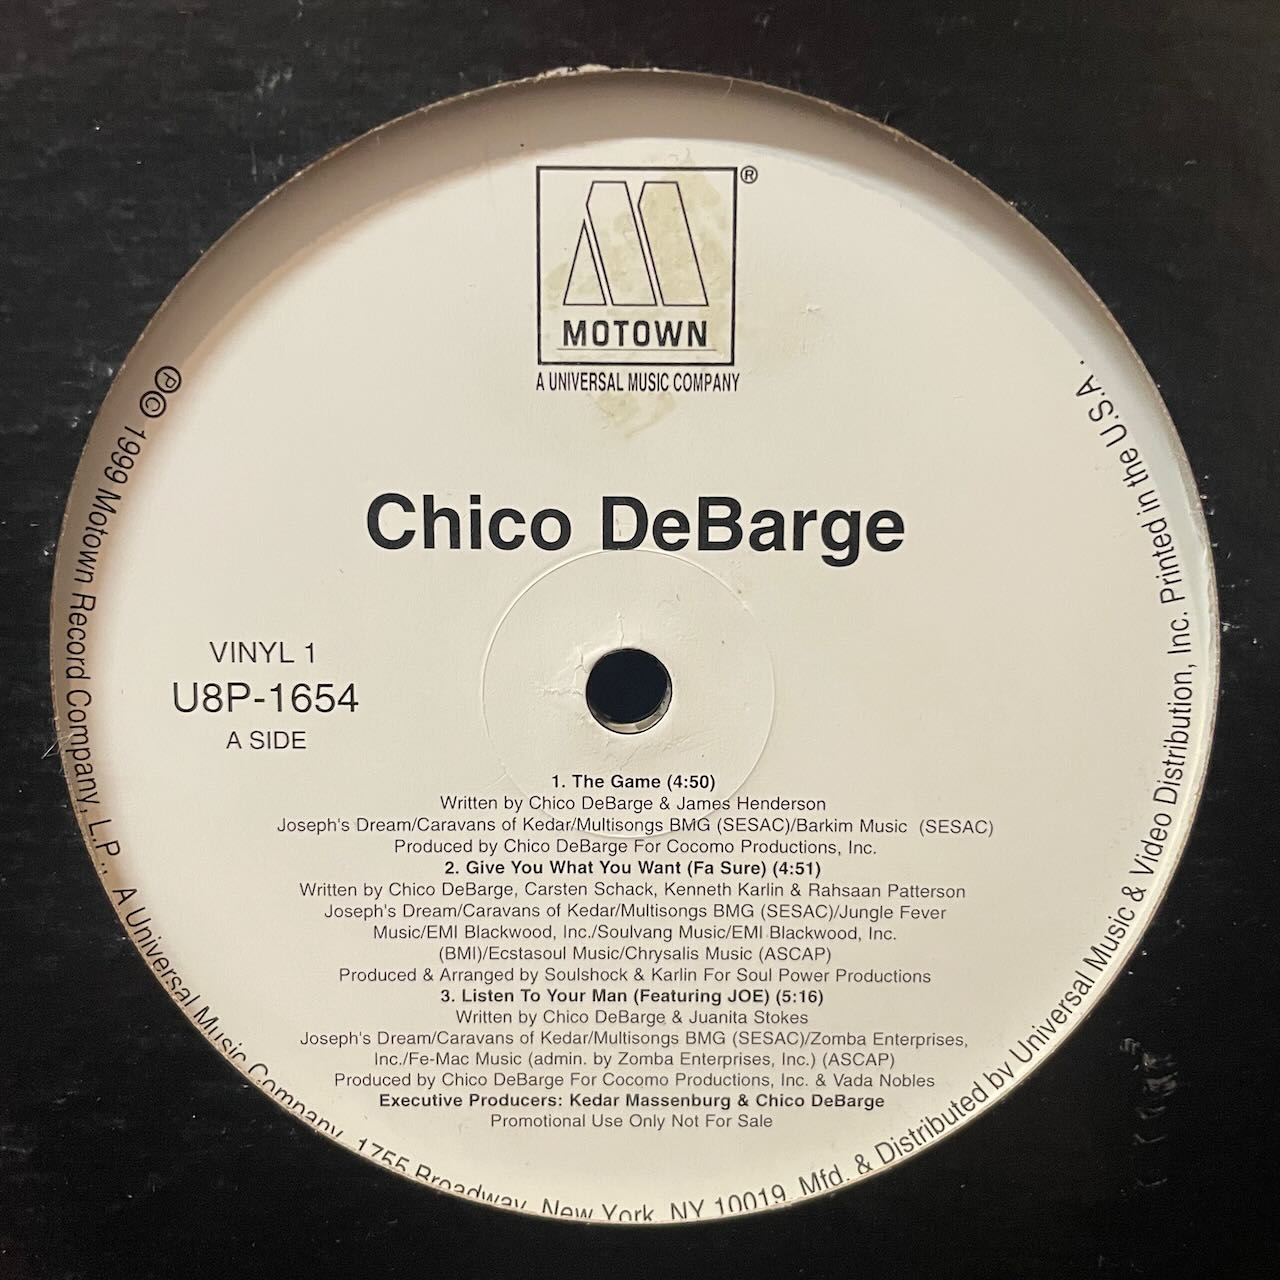 ®
MOTOWN
A UNIVERSAL MUSIC COMPANY
Chico DeBarge
VINYL 1
U8P-1654
A SIDE
1. The Game (4:50)
Written by Chico DeBarge & James Henderson
Joseph's Dream/Caravans of Kedar/Multisongs BMG (SESAC)/Barkim Music (SESAC)
Produced by Chico DeBarge For Cocomo Productions, Inc.
2. Give You What You Want (Fa Sure) (4:51)
Written by Chico DeBarge, Carsten Schack, Kenneth Karlin & Rahsaan Patterson
Joseph's Dream/Caravans of Kedar/Multisongs BMG (SESAC)/Jungle Fever
Music/EMI Blackwood, Inc./Soulvang Music/EMI Blackwood, Inc.
(BMI)/Ecstasoul Music/Chrysalis Music (ASCAP)
Produced & Arranged by Soulshock & Karlin For Soul Power Productions
3. Listen To Your Man (Featuring JOE) (5:16)
Written by Chico DeBarge & Juanita Stokes
Joseph's Dream/Caravans of Kedar/Multisongs BMG (SESAC)/Zomba Enterprises,
Inc./Fe-Mac Music (admin. by Zomba Enterprises, Inc.) (ASCAP)
Produced by Chico DeBarge For Cocomo Productions, Inc. & Vada Nobles
Executive Producers: Kedar Massenburg & Chico DeBarge
Promotional Use Only Not For Sale
℗© 1999 Motown Record Company, L.P., A Universal Music Company, 1755 Broadway, New York, NY 10019. Mfd. & Distributed by Universal Music & Video Distribution, Inc. Printed in the U.S.A.